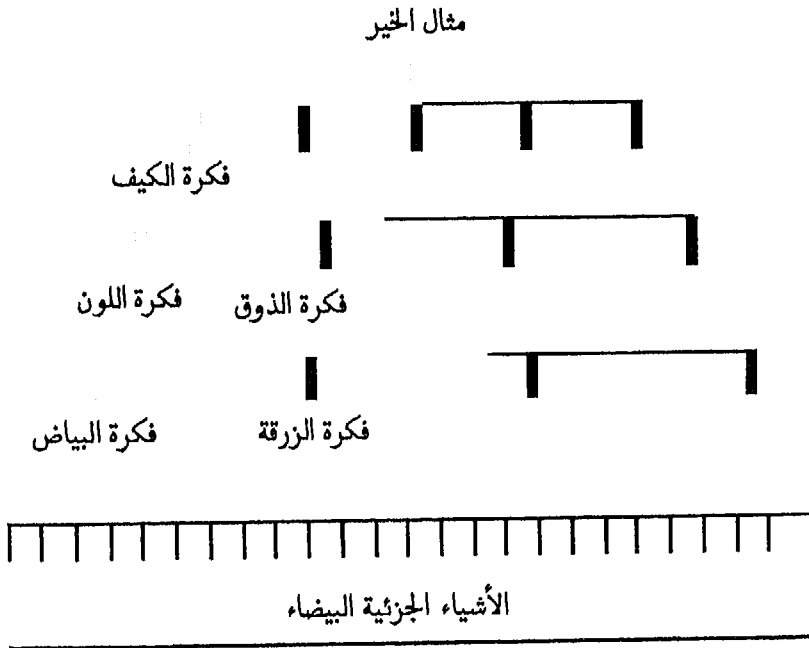 مثال الخير
فكرة الكيف
فكرة الذوق فكرة اللون
فكرة الزرقة فكرة البياض
الأشياء الجزئية البيضاء